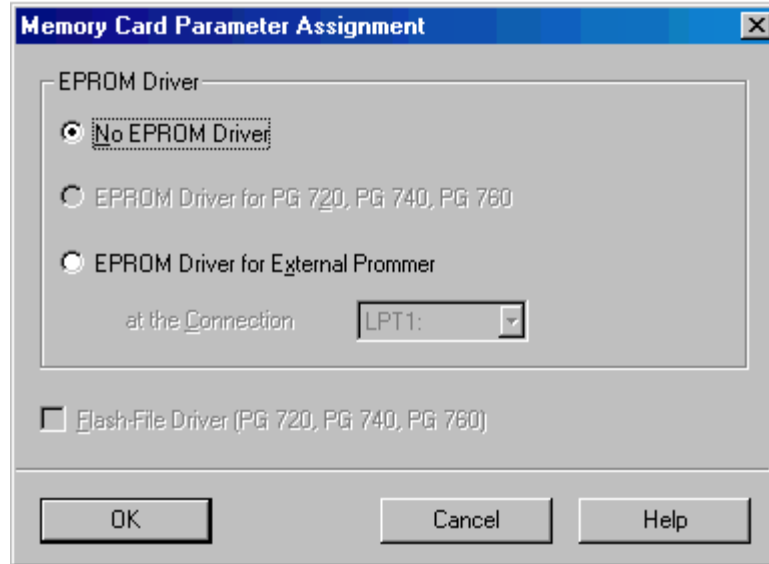 Memory Card Parameter Assignment
EPROM Driver
No EPROM Driver
EPROM Driver for PG 720, PG 740, PG 760
EPROM Driver for External Prommer
at the Connection LPT1:
Flash-File Driver (PG 720, PG 740, PG 760)
OK Cancel Help